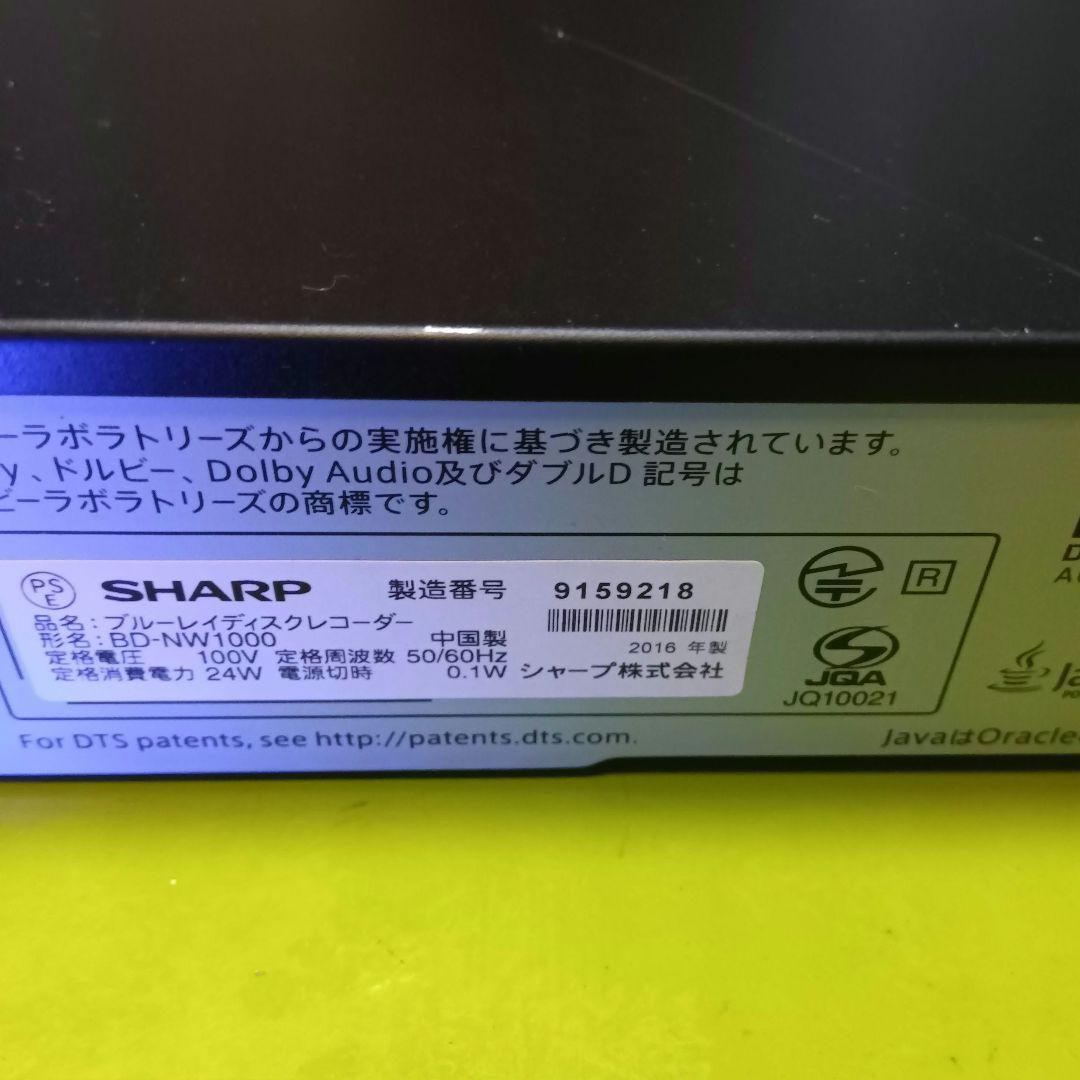 ーラボラトリーズからの実施権に基づき製造されています。
y、ドルビー、Dolby Audio及びダブルD 記号は
ビーラボラトリーズの商標です。
PS
E
SHARP 製造番号 9159218
品名:ブルーレイディスクレコーダー
形名:BD-NW1000 中国製 2016 年製
定格電圧 100V 定格周波数 50/60Hz
定格消費電力 24W 電源切時 0.1W シャープ株式会社
R
JQA
JQ10021
For DTS patents, see http://patents.dts.com.
JavaはOracle